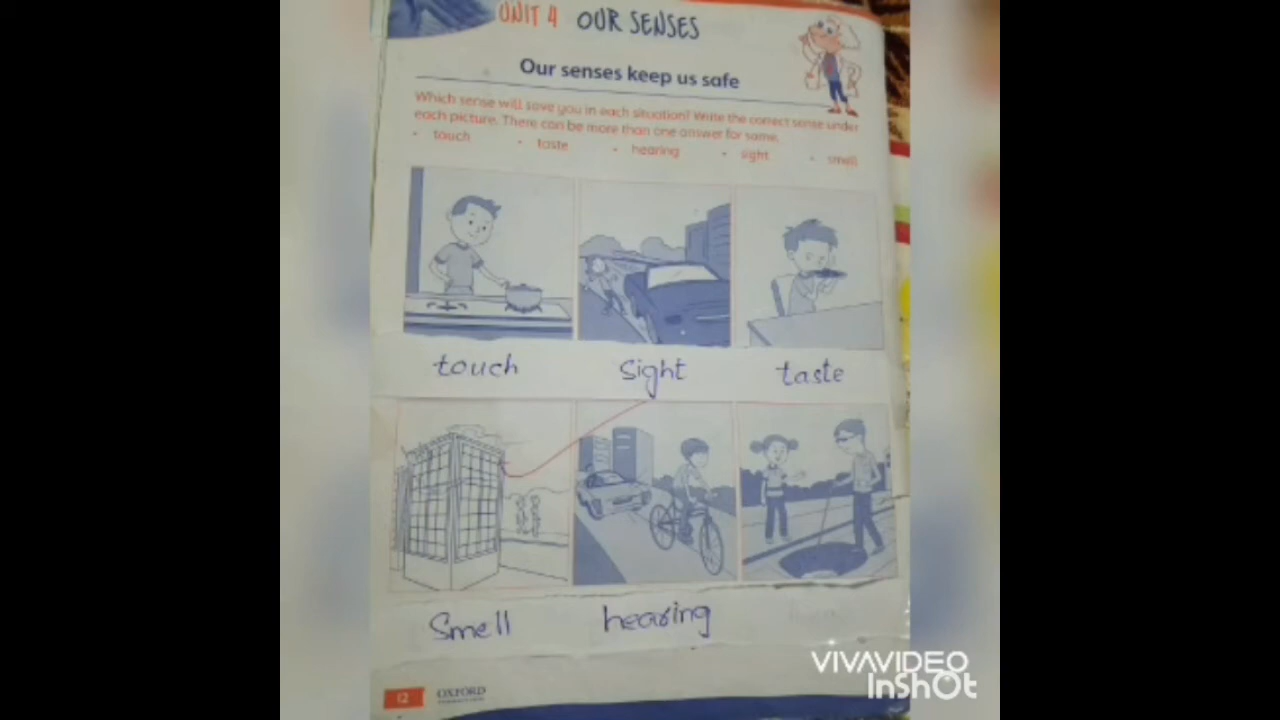 UNIT 4 OUR SENSES
Our senses keep us safe
Which sense will save you in each situation? Write the correct sense under
each picture. There can be more than one answer for some.
• touch • taste • hearing • sight • smell
touch Sight taste
Smell hearing
12 OXFORD
VIVAVIDEO
InShOt